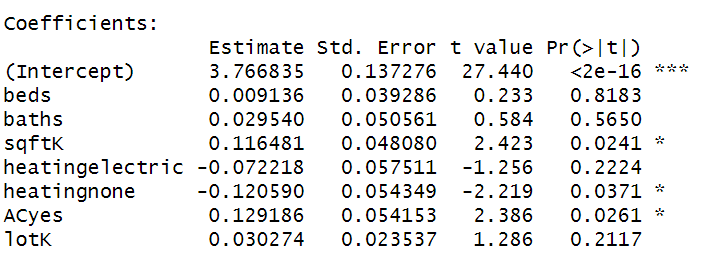 Coefficients:
                 Estimate Std. Error t value Pr(>|t|)
(Intercept)      3.766835   0.137276  27.440   <2e-16 ***
beds             0.009136   0.039286   0.233   0.8183
baths            0.029540   0.050561   0.584   0.5650
sqftK            0.116481   0.048080   2.423   0.0241 *
heatingelectric -0.072218   0.057511  -1.256   0.2224
heatingnone     -0.120590   0.054349  -2.219   0.0371 *
ACyes            0.129186   0.054153   2.386   0.0261 *
lotK             0.030274   0.023537   1.286   0.2117